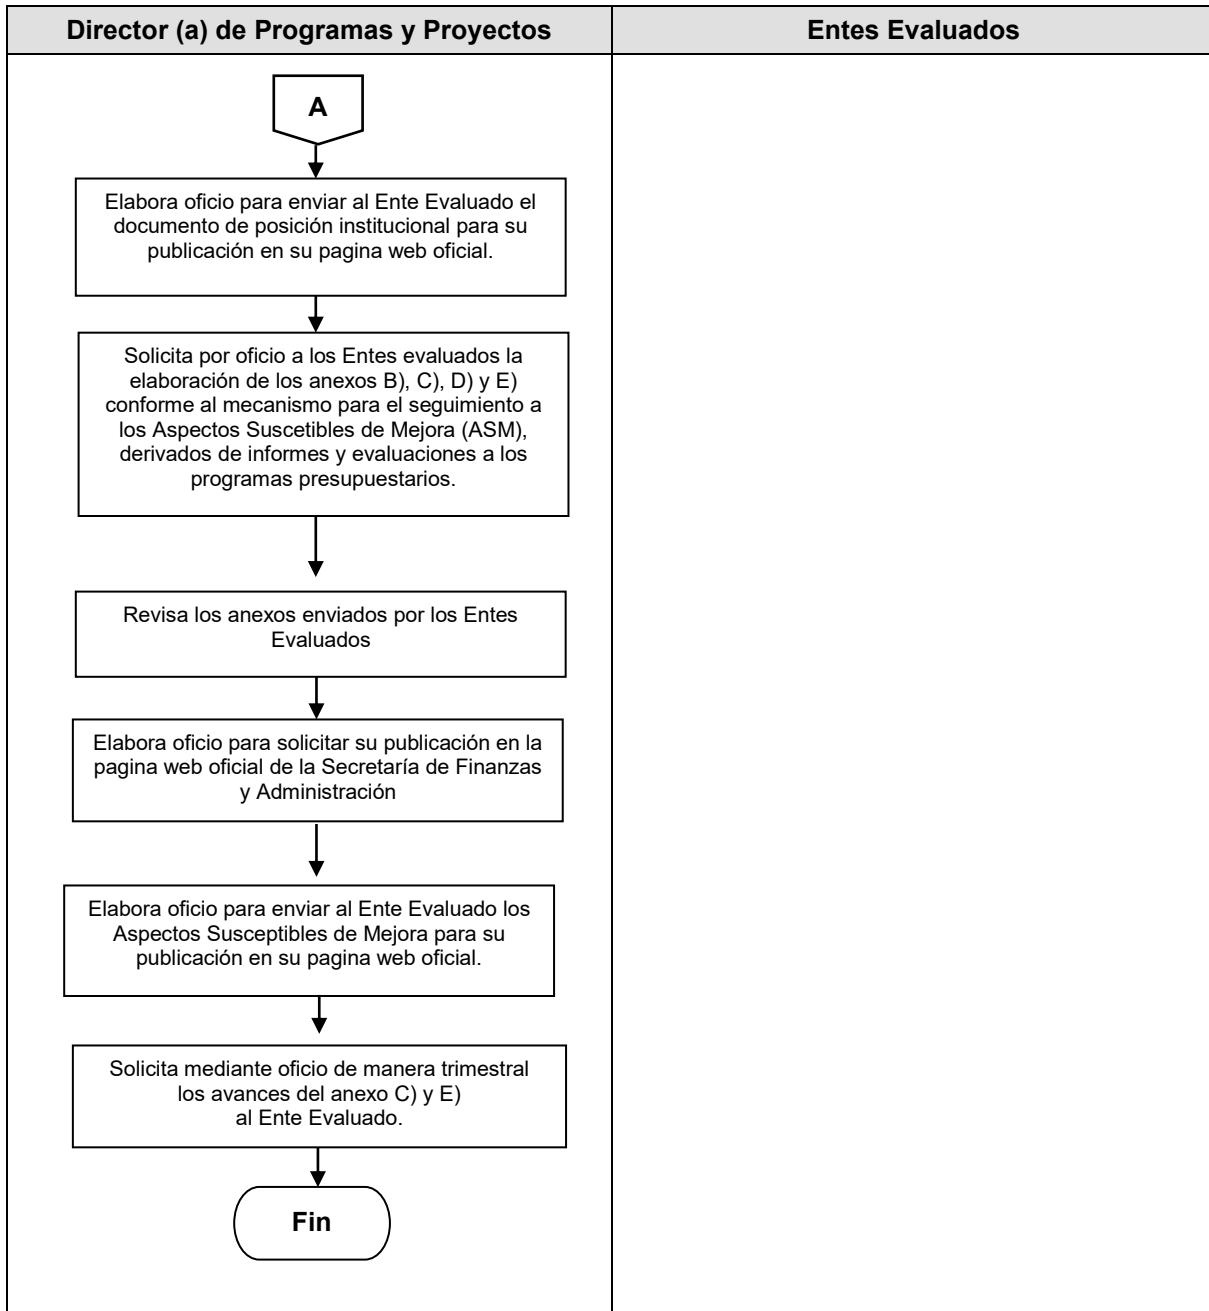 Director (a) de Programas y Proyectos
Entes Evaluados
A
Elabora oficio para enviar al Ente Evaluado el
documento de posición institucional para su
publicación en su pagina web oficial.
Solicita por oficio a los Entes evaluados la
elaboración de los anexos B), C), D) y E)
conforme al mecanismo para el seguimiento a
los Aspectos Suscetibles de Mejora (ASM),
derivados de informes y evaluaciones a los
programas presupuestarios.
Revisa los anexos enviados por los Entes
Evaluados
Elabora oficio para solicitar su publicación en la
pagina web oficial de la Secretaría de Finanzas
y Administración
Elabora oficio para enviar al Ente Evaluado los
Aspectos Susceptibles de Mejora para su
publicación en su pagina web oficial.
Solicita mediante oficio de manera trimestral
los avances del anexo C) y E)
al Ente Evaluado.
Fin